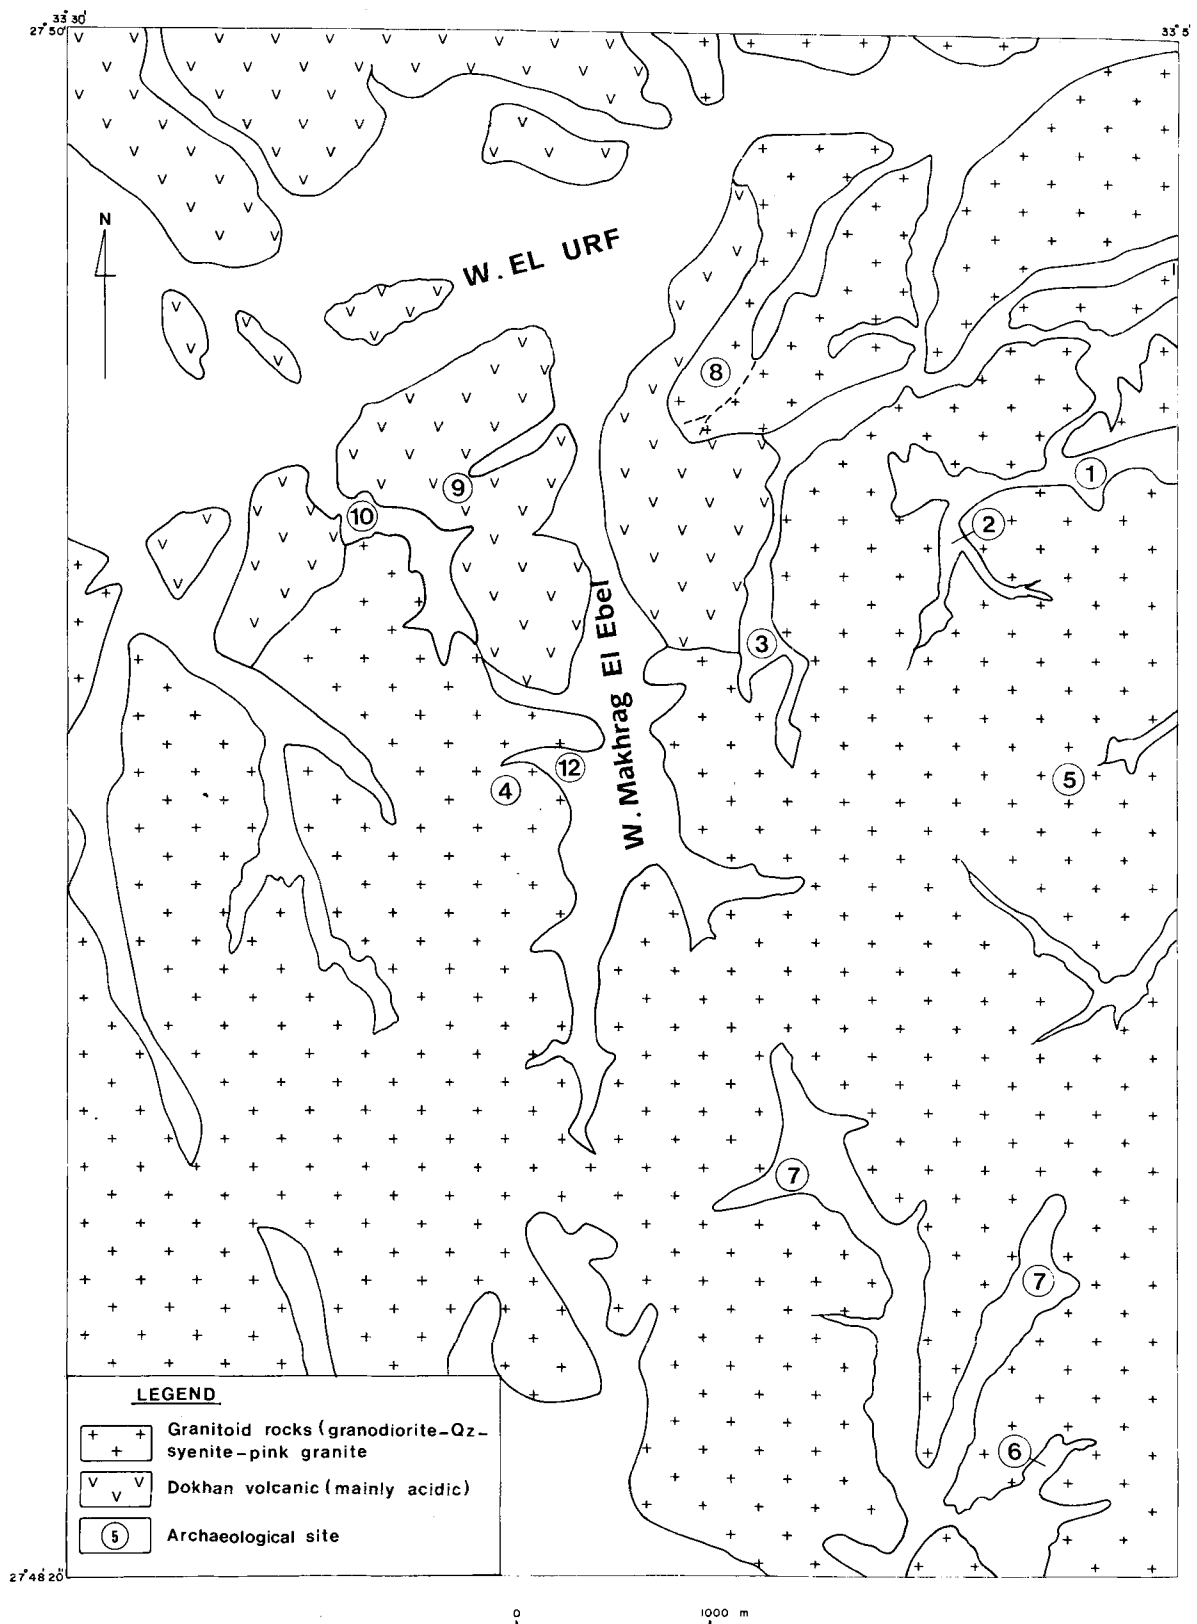 33° 30'
27° 50'
33° 5'
N
W. EL URF
8
1
9
10
2
W. Makhrag El Ebel
3
12
4
5
7
7
6
LEGEND
Granitoid rocks (granodiorite-Qz-
syenite-pink granite
Dokhan volcanic (mainly acidic)
5
Archaeological site
27° 48' 20"
0 1000 m